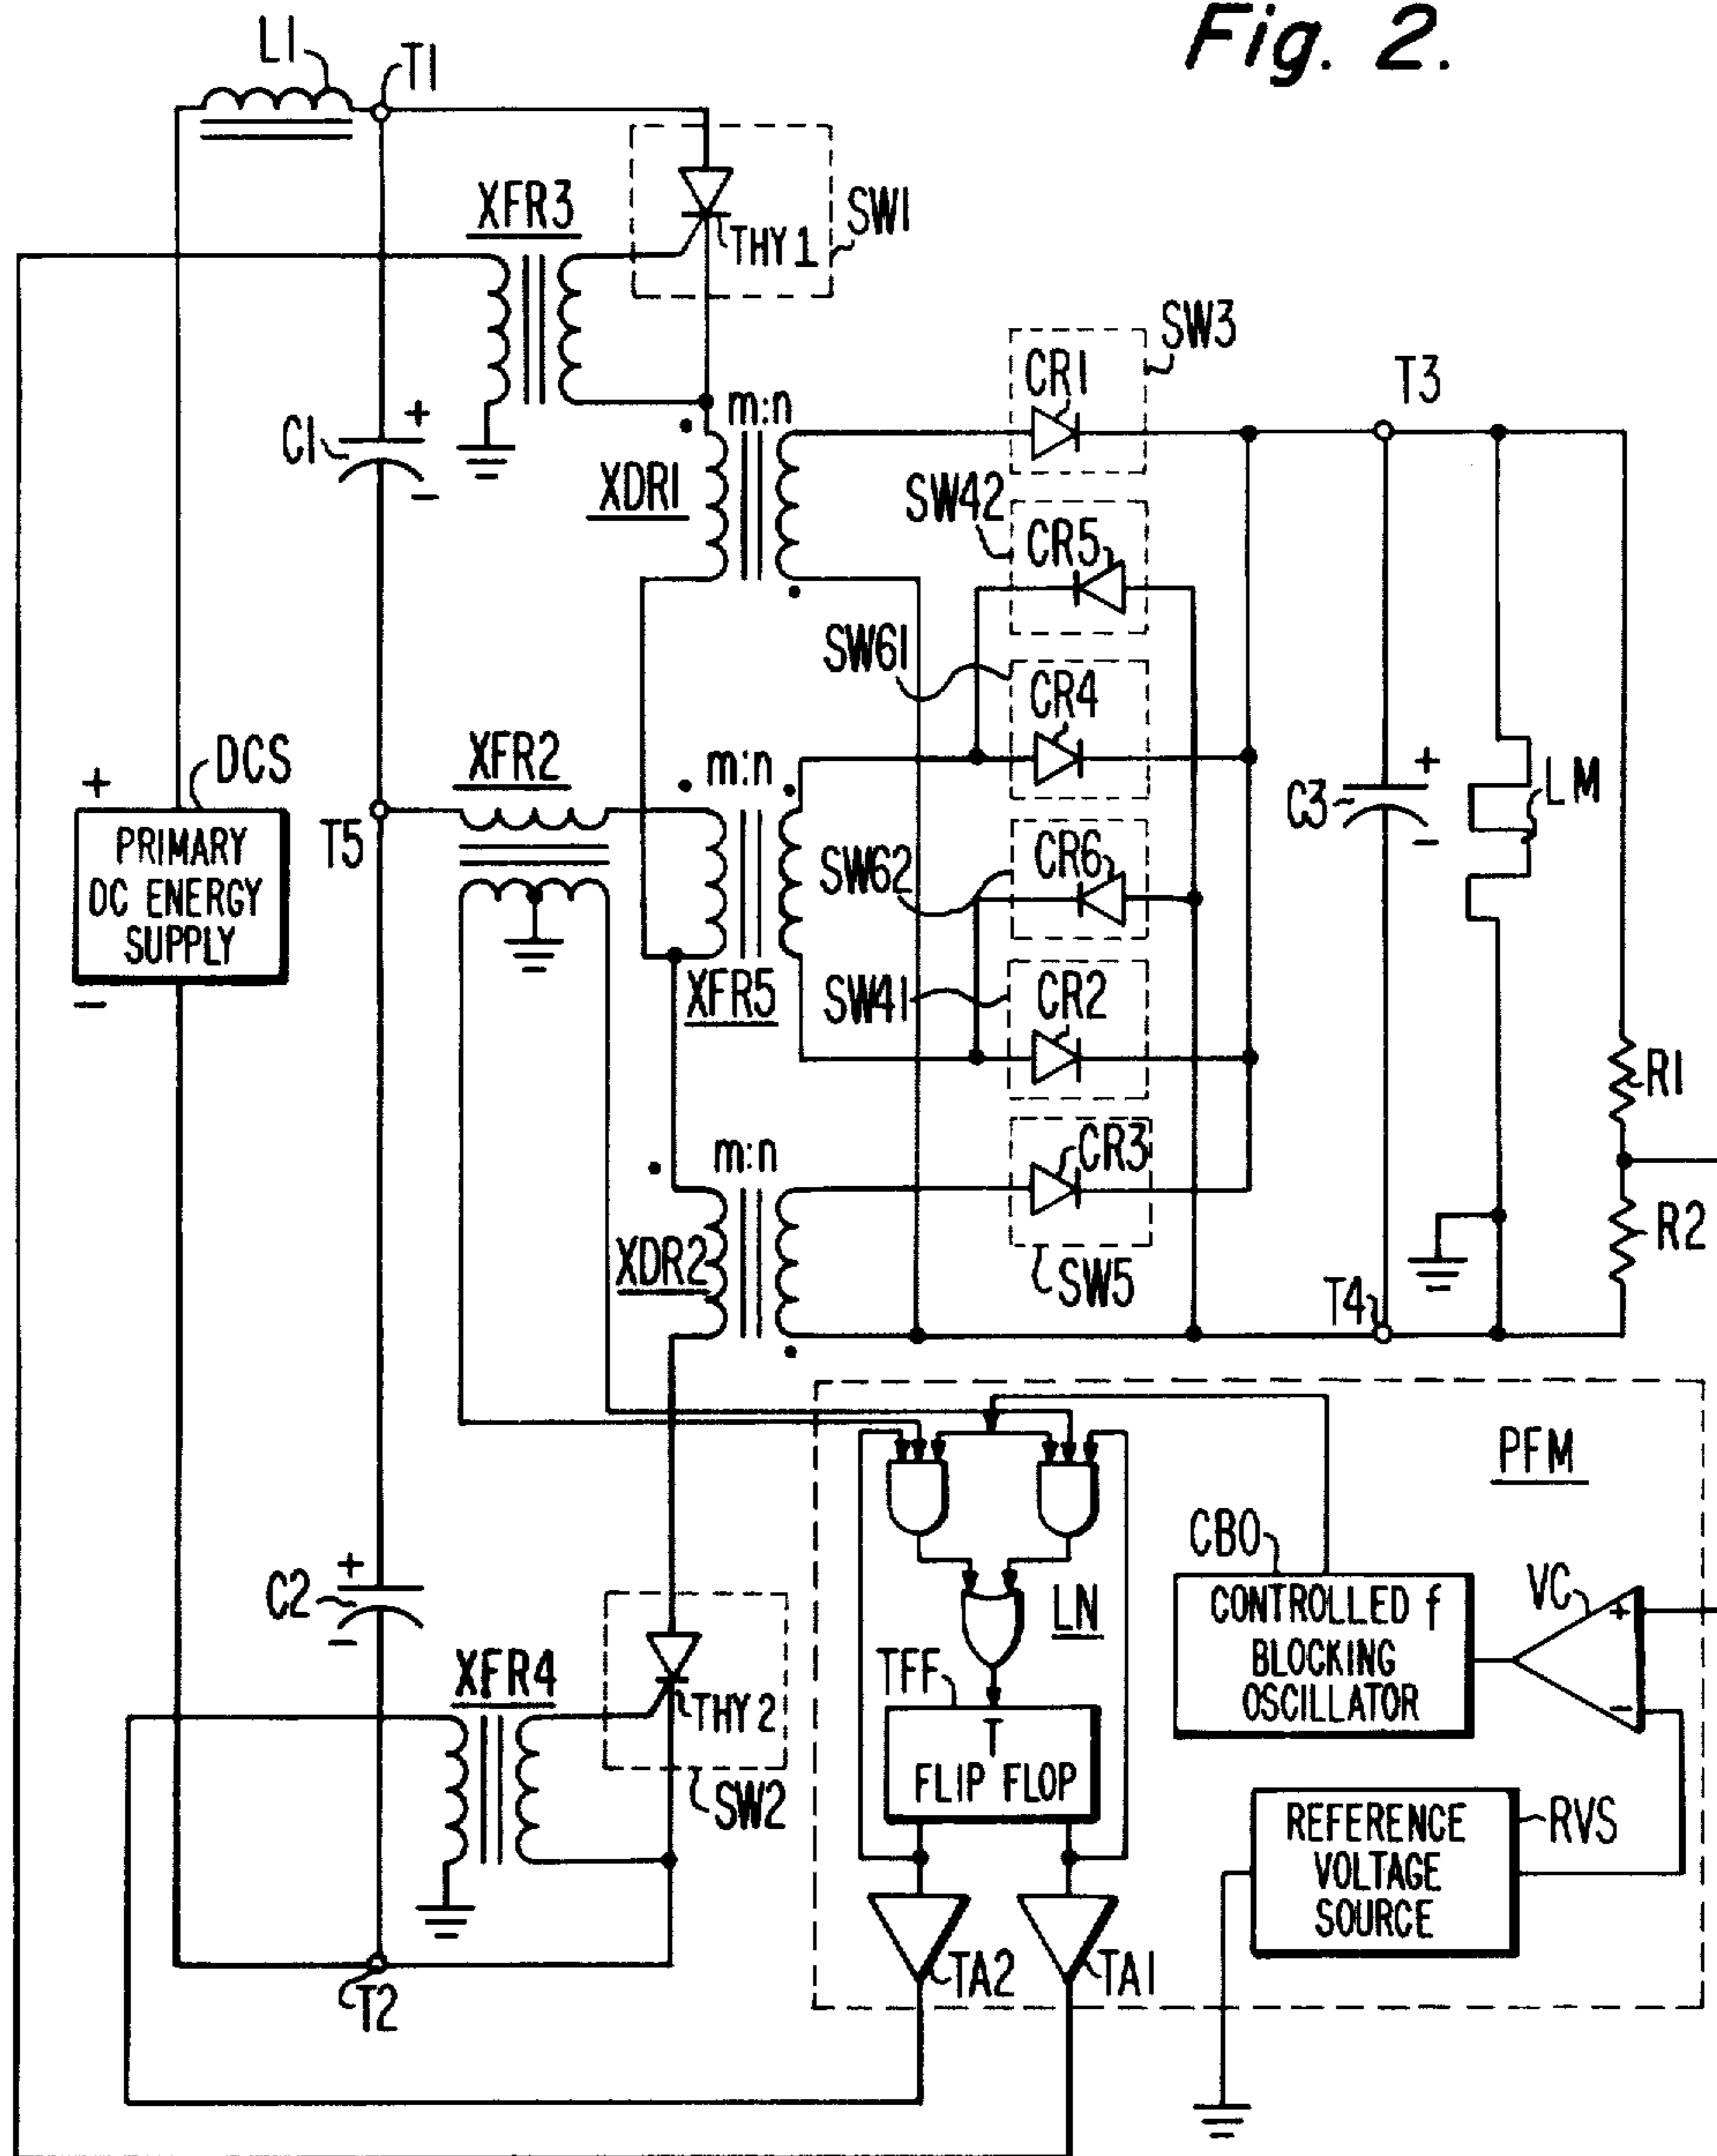 Fig. 2.
L1
T1
XFR3
THY 1
SW1
SW3
CR1
T3
m:n
+
C1
-
XDR1
SW42
CR5
SW61
CR4
+
DCS
XFR2
m:n
C3
+
-
LM
PRIMARY
DC ENERGY
SUPPLY
-
T5
SW62
CR6
XFR5
SW41
CR2
R1
m:n
CR3
XDR2
SW5
R2
T4
PFM
CBO
VC
+
-
C2
+
-
LN
CONTROLLED f
BLOCKING
OSCILLATOR
XFR4
TFF
THY 2
T
FLIP FLOP
SW2
REFERENCE
VOLTAGE
SOURCE
RVS
TA2
TA1
T2